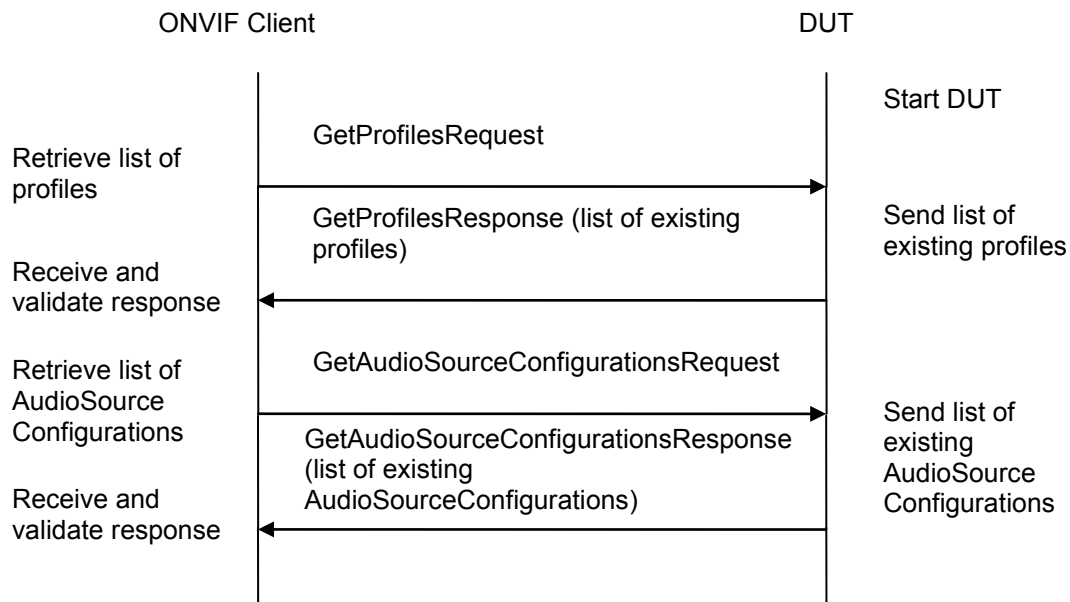 ONVIF Client
DUT
Start DUT
GetProfilesRequest
Retrieve list of
profiles
GetProfilesResponse (list of existing
profiles)
Send list of
existing profiles
Receive and
validate response
GetAudioSourceConfigurationsRequest
Retrieve list of
AudioSource
Configurations
Send list of
existing
AudioSource
Configurations
GetAudioSourceConfigurationsResponse
(list of existing
AudioSourceConfigurations)
Receive and
validate response